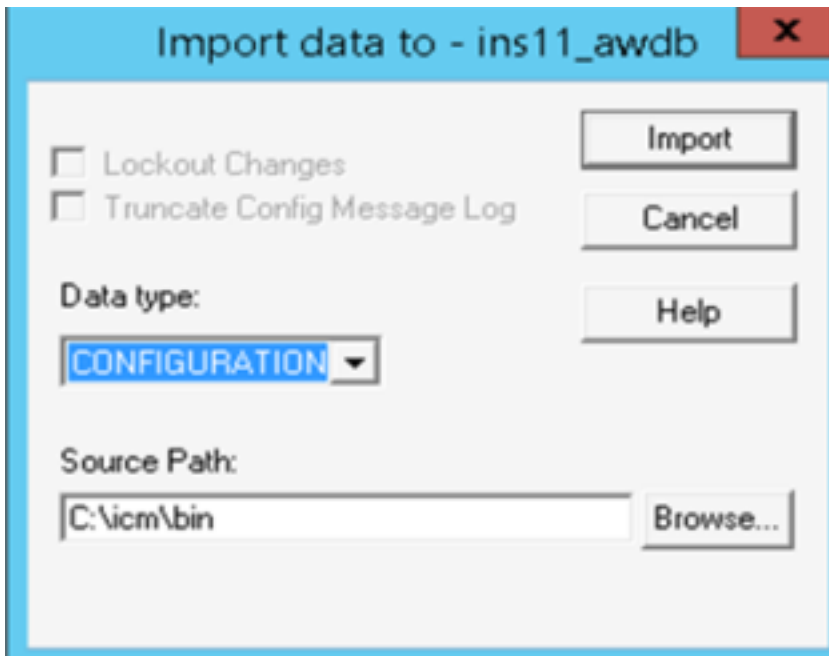 Import data to - ins11_awdb
x
Lockout Changes
Import
Truncate Config Message Log
Cancel
Data type:
Help
CONFIGURATION
Source Path:
C:\icm\bin
Browse...